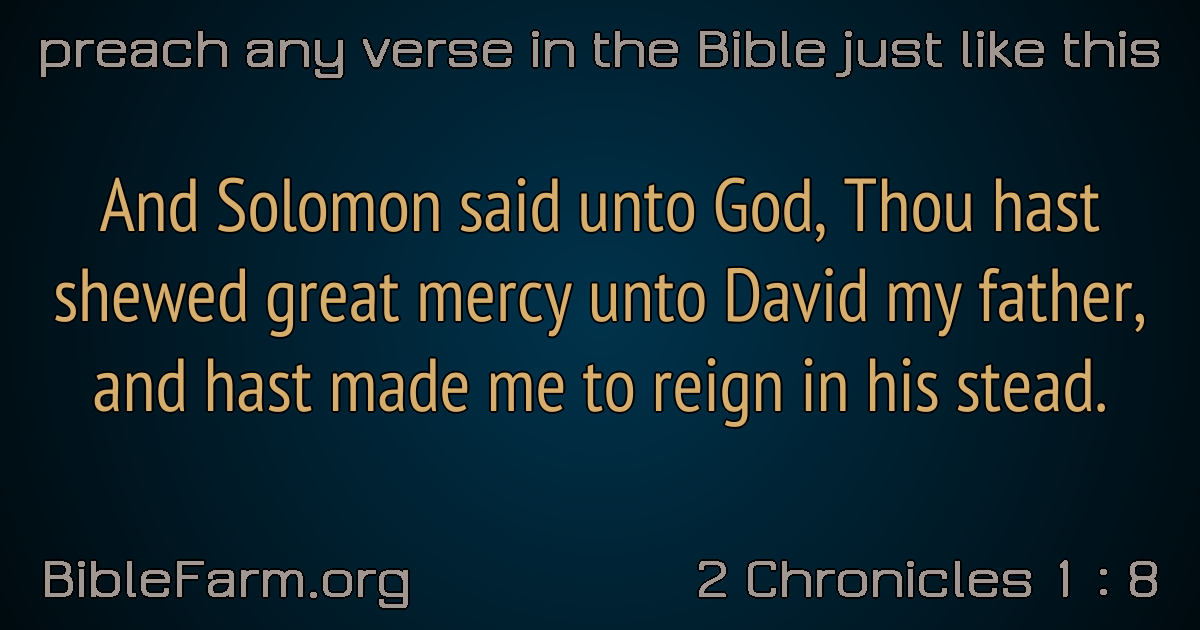 preach any verse in the Bible just like this
And Solomon said unto God, Thou hast
shewed great mercy unto David my father,
and hast made me to reign in his stead.
BibleFarm.org
2 Chronicles 1 : 8